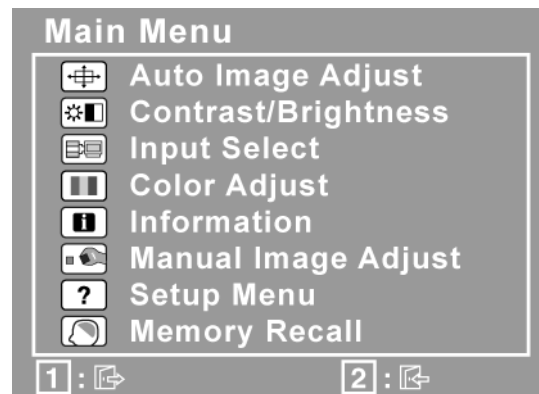 Main Menu
Auto Image Adjust
Contrast/Brightness
Input Select
Color Adjust
i Information
Manual Image Adjust
? Setup Menu
Memory Recall
1 : 2 :